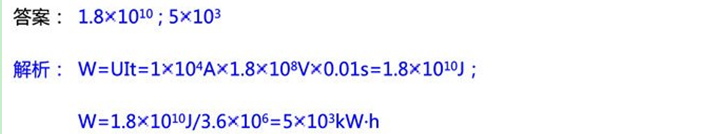 答案： 1.8×10¹⁰ ; 5×10³
解析： W=UIt=1×10⁴A×1.8×10⁸V×0.01s=1.8×10¹⁰J ;
W=1.8×10¹⁰J/3.6×10⁶=5×10³kW·h